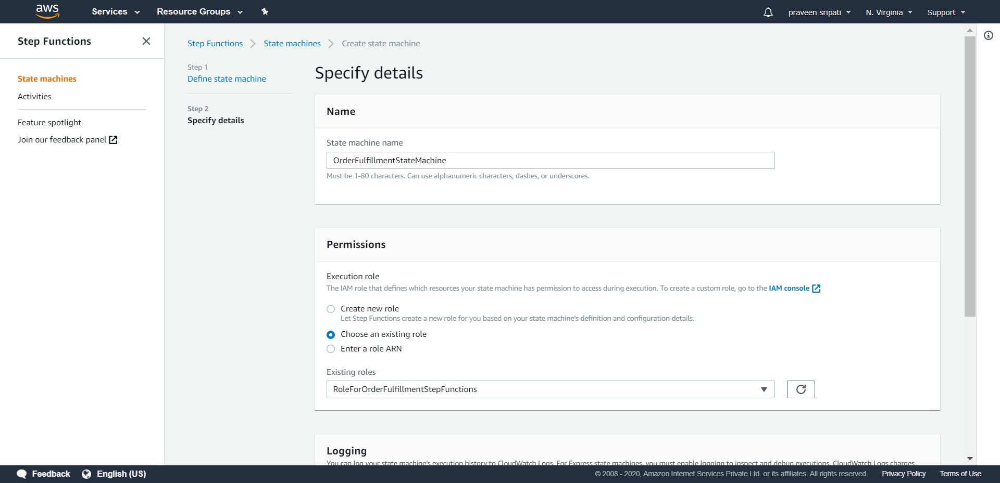 aws
Services
Resource Groups
praveen sripati
N. Virginia
Support
Step Functions
State machines
Activities
Feature spotlight
Join our feedback panel
Step Functions
State machines
Create state machine
Step 1
Define state machine
Step 2
Specify details
Specify details
Name
State machine name
OrderFulfillmentStateMachine
Must be 1-80 characters. Can use alphanumeric characters, dashes, or underscores.
Permissions
Execution role
The IAM role that defines which resources your state machine has permission to access during execution. To create a custom role, go to the IAM console
Create new role
Let Step Functions create a new role for you based on your state machine's definition and configuration details.
Choose an existing role
Enter a role ARN
Existing roles
RoleForOrderFulfillmentStepFunctions
Logging
You can log your state machine's execution history to CloudWatch Logs. For Express state machines, you must enable logging to inspect and debug executions. CloudWatch Logs charges
Feedback
English (US)
© 2008 - 2020, Amazon Internet Services Private Ltd. or its affiliates. All rights reserved.
Privacy Policy
Terms of Use